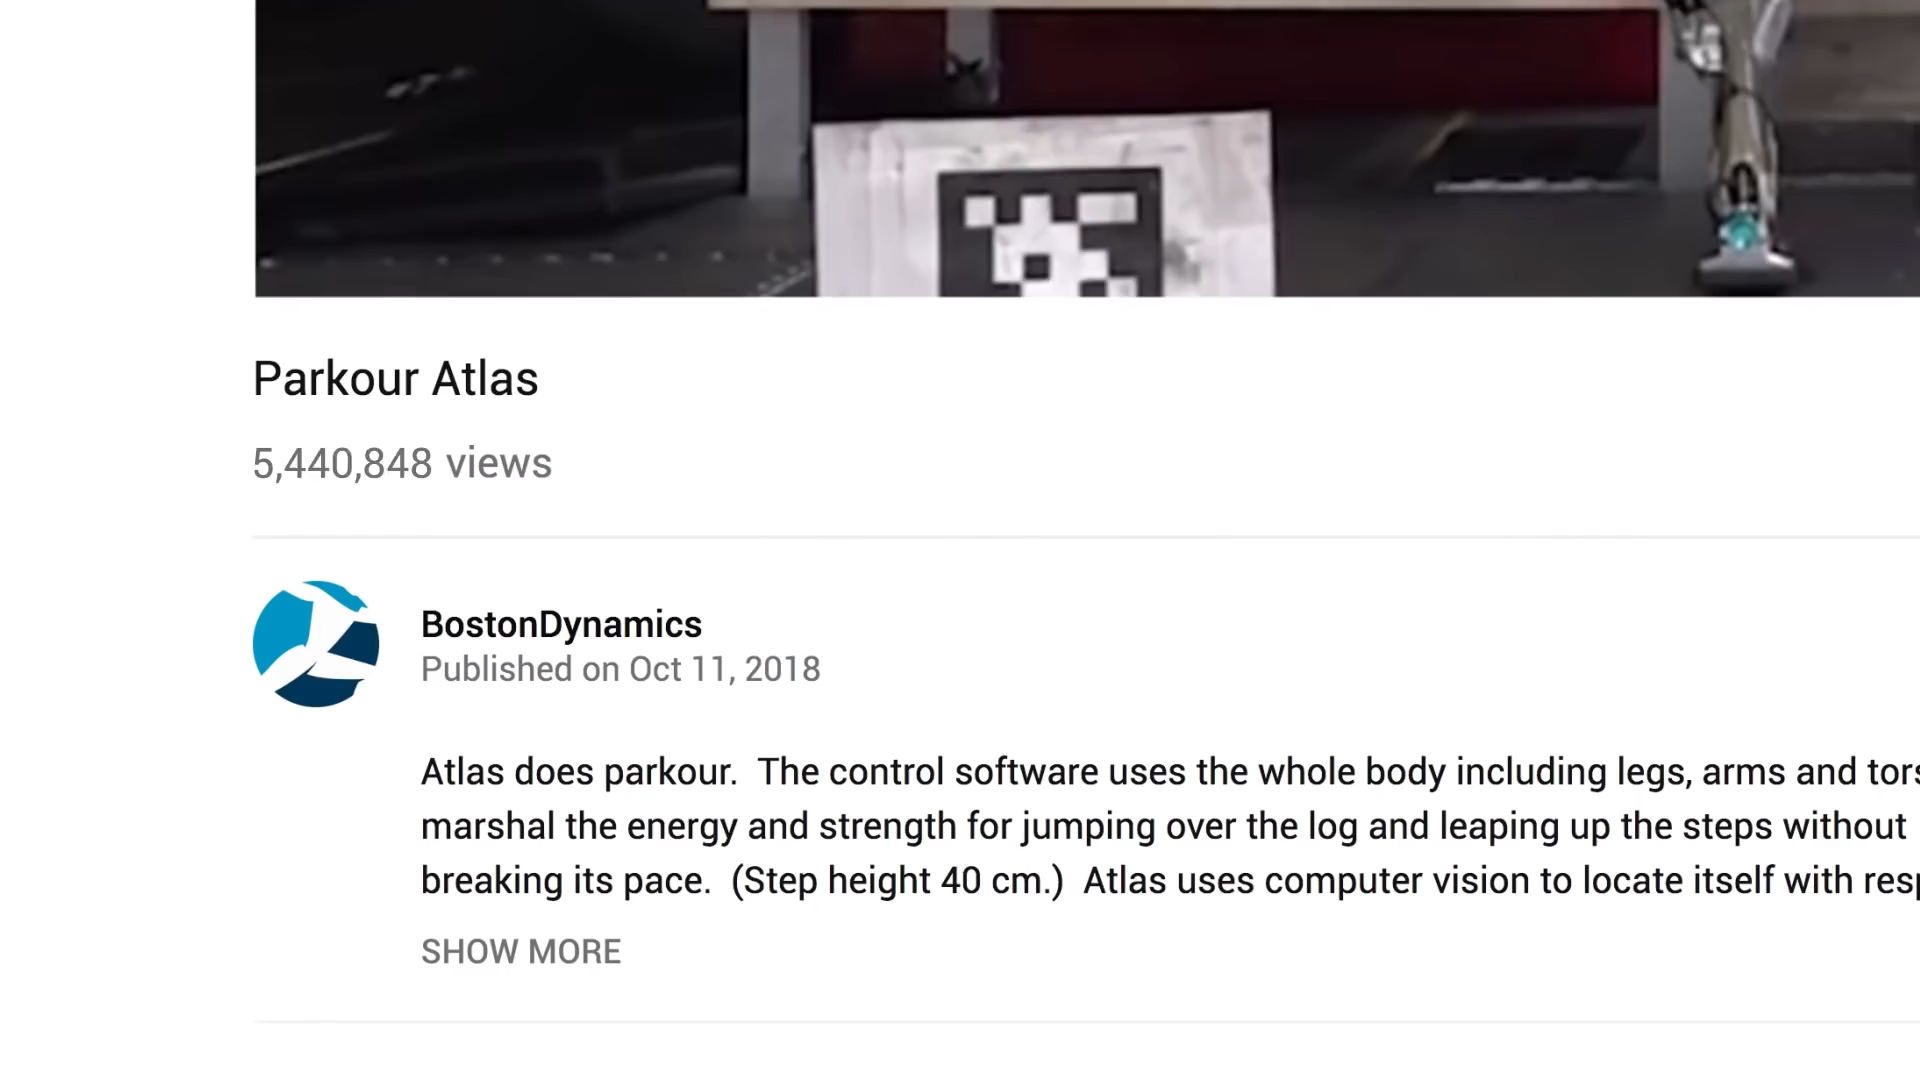 Parkour Atlas
5,440,848 views
BostonDynamics
Published on Oct 11, 2018
Atlas does parkour.  The control software uses the whole body including legs, arms and
marshal the energy and strength for jumping over the log and leaping up the steps without
breaking its pace.  (Step height 40 cm.)  Atlas uses computer vision to locate itself with
SHOW MORE